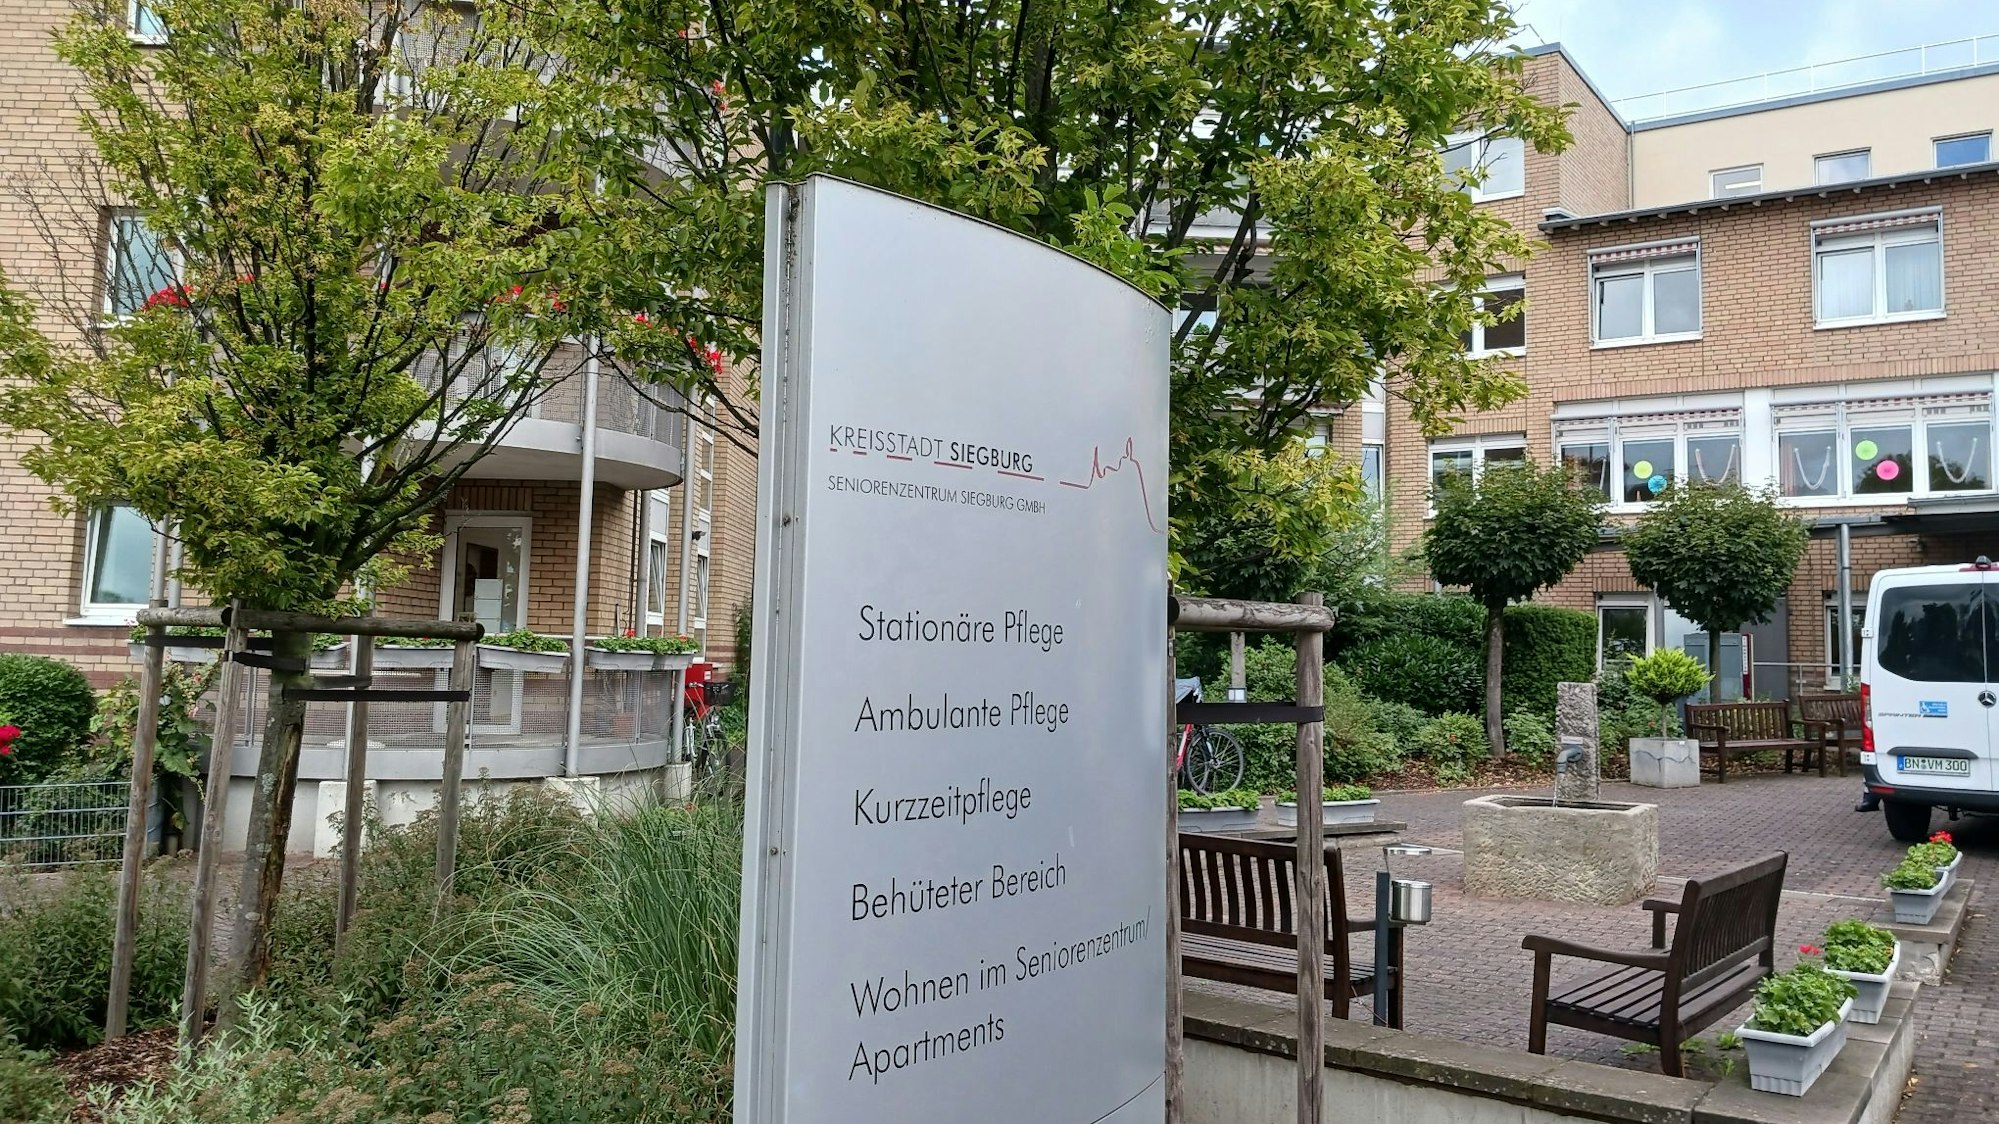 KREISSTADT SIEGBURG
SENIORENZENTRUM SIEGBURG GMBH
Stationäre Pflege
Ambulante Pflege
Kurzzeitpflege
Behüteter Bereich
Wohnen im Seniorenzentrum/
Apartments
SPRINTER
BN VM 300